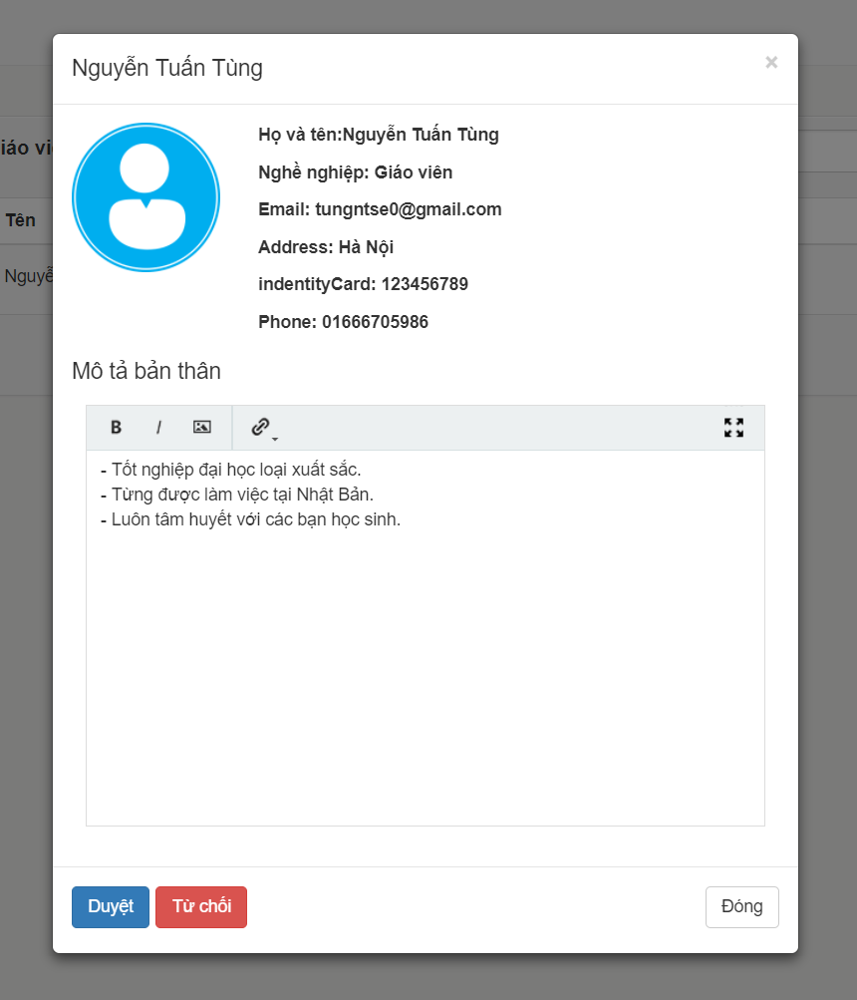 Nguyễn Tuấn Tùng
×
Họ và tên:Nguyễn Tuấn Tùng
Nghề nghiệp: Giáo viên
Email: tungntse0@gmail.com
Address: Hà Nội
indentityCard: 123456789
Phone: 01666705986
iáo vi
Tên
Nguyễ
Mô tả bản thân
B I
- Tốt nghiệp đại học loại xuất sắc.
- Từng được làm việc tại Nhật Bản.
- Luôn tâm huyết với các bạn học sinh.
Duyệt Từ chối Đóng